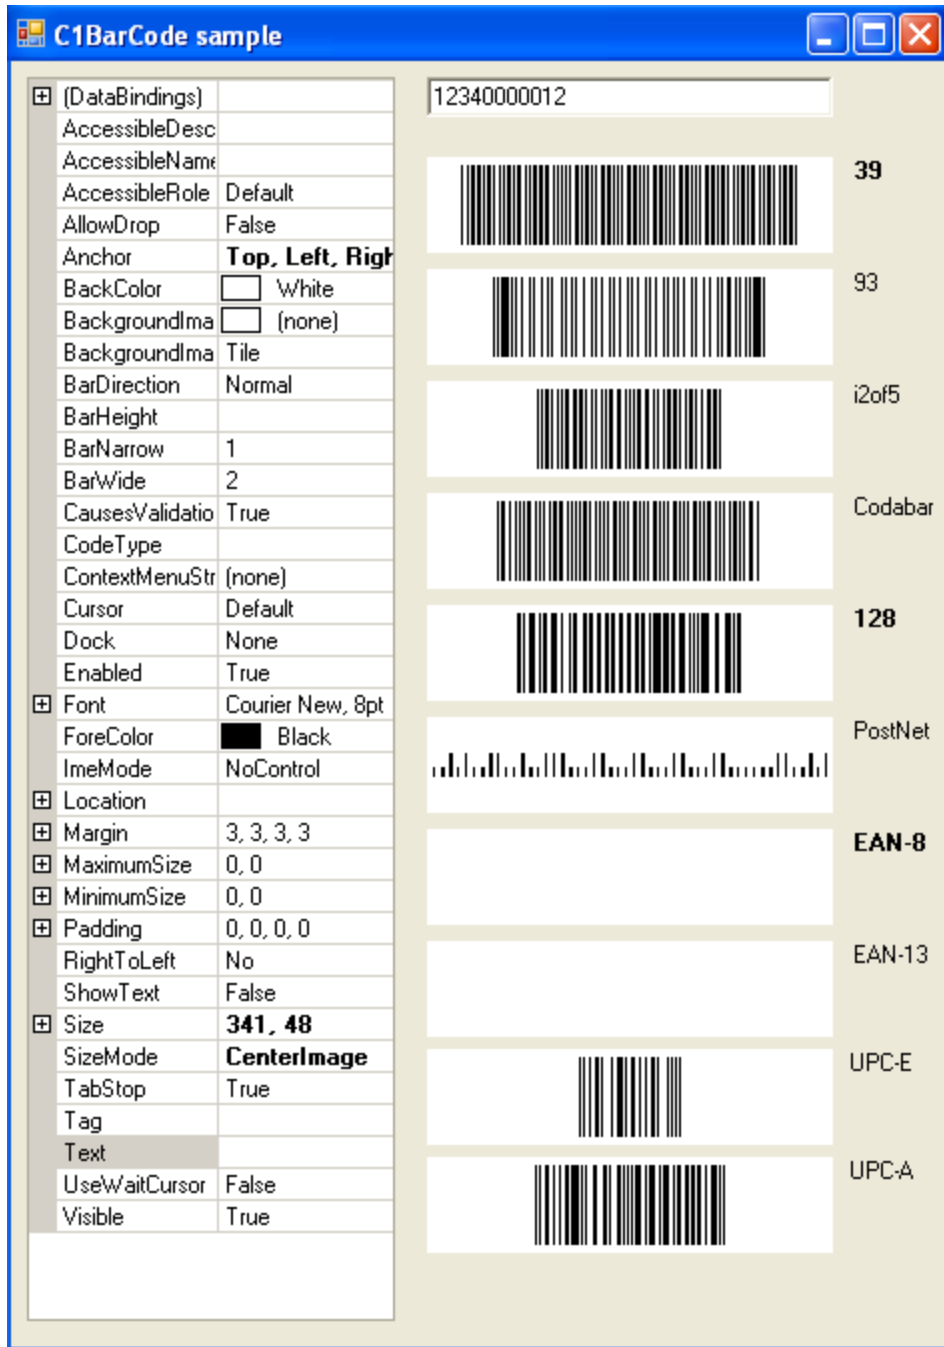 C1BarCode sample
(DataBindings)
AccessibleDesc
AccessibleName
AccessibleRole Default
AllowDrop False
Anchor Top, Left, Righ
BackColor White
BackgroundIma (none)
BackgroundIma Tile
BarDirection Normal
BarHeight
BarNarrow 1
BarWide 2
CausesValidatio True
CodeType
ContextMenuStr (none)
Cursor Default
Dock None
Enabled True
Font Courier New, 8pt
ForeColor Black
ImeMode NoControl
Location
Margin 3, 3, 3, 3
MaximumSize 0, 0
MinimumSize 0, 0
Padding 0, 0, 0, 0
RightToLeft No
ShowText False
Size 341, 48
SizeMode CenterImage
TabStop True
Tag
Text
UseWaitCursor False
Visible True
12340000012
39
93
i2of5
Codabar
128
PostNet
EAN-8
EAN-13
UPC-E
UPC-A